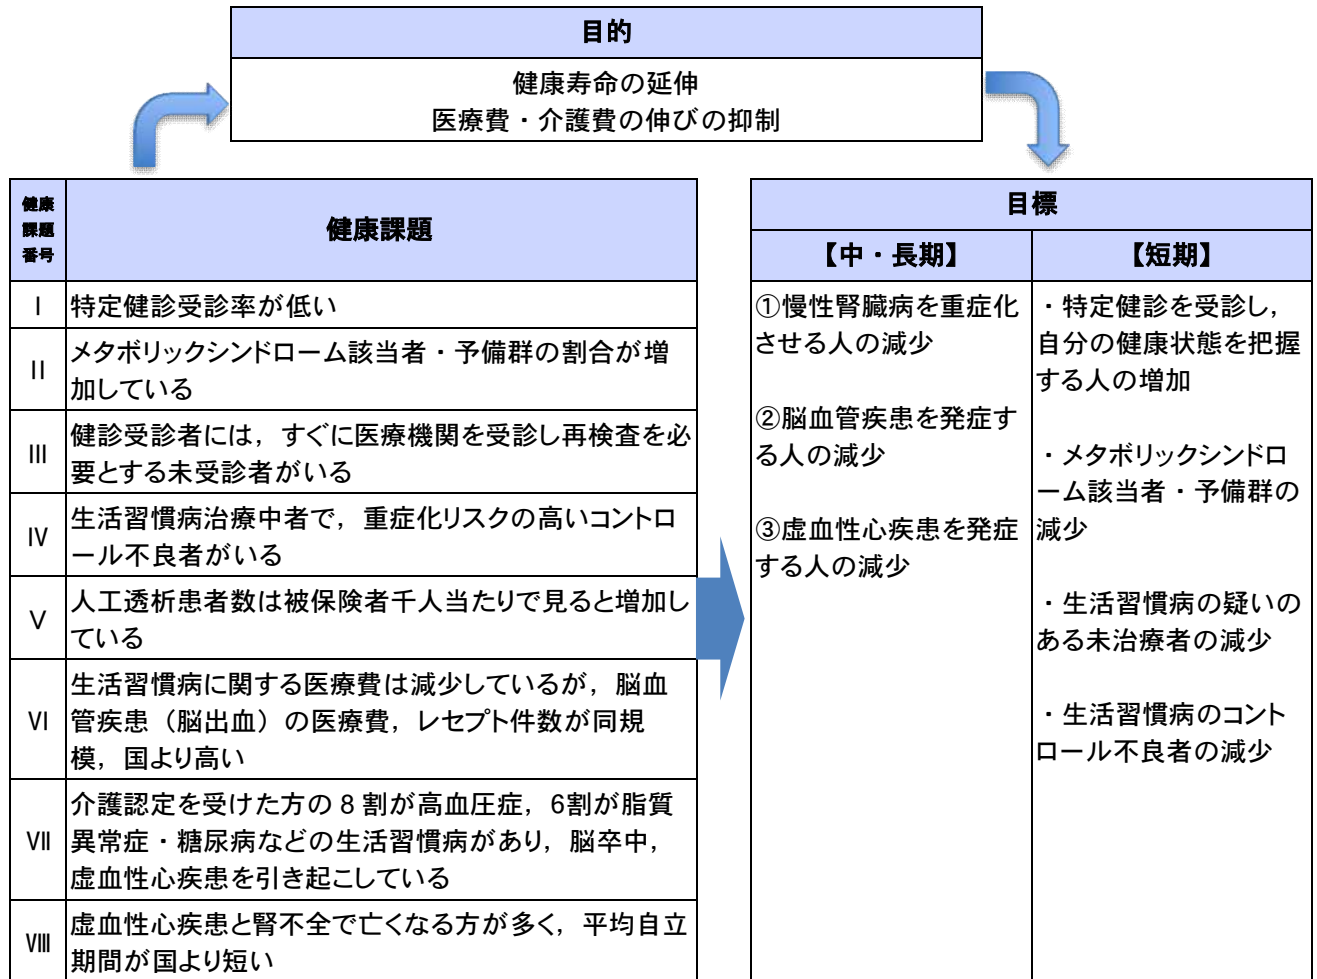 目的
健康寿命の延伸
医療費・介護費の伸びの抑制
健康
課題
番号
健康課題
Ⅰ
特定健診受診率が低い
Ⅱ
メタボリックシンドローム該当者・予備群の割合が増
加している
Ⅲ
健診受診者には，すぐに医療機関を受診し再検査を必
要とする未受診者がいる
Ⅳ
生活習慣病治療中者で，重症化リスクの高いコントロ
ール不良者がいる
Ⅴ
人工透析患者数は被保険者千人当たりで見ると増加し
ている
Ⅵ
生活習慣病に関する医療費は減少しているが，脳血
管疾患（脳出血）の医療費，レセプト件数が同規
模，国より高い
Ⅶ
介護認定を受けた方の８割が高血圧症，6割が脂質
異常症・糖尿病などの生活習慣病があり，脳卒中，
虚血性心疾患を引き起こしている
Ⅷ
虚血性心疾患と腎不全で亡くなる方が多く，平均自立
期間が国より短い
目標
【中・長期】
①慢性腎臓病を重症化
させる人の減少
②脳血管疾患を発症す
る人の減少
③虚血性心疾患を発症
する人の減少
【短期】
・特定健診を受診し，
自分の健康状態を把握
する人の増加
・メタボリックシンドロ
ーム該当者・予備群の
減少
・生活習慣病の疑いの
ある未治療者の減少
・生活習慣病のコント
ロール不良者の減少